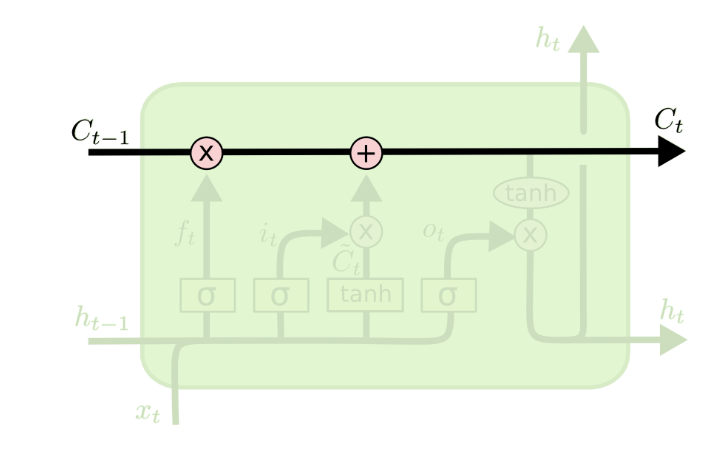 h_t
C_{t-1}
C_t
x
+
tanh
f_t
i_t
x
o_t
x
C̃_t
σ
σ
tanh
σ
h_{t-1}
h_t
x_t